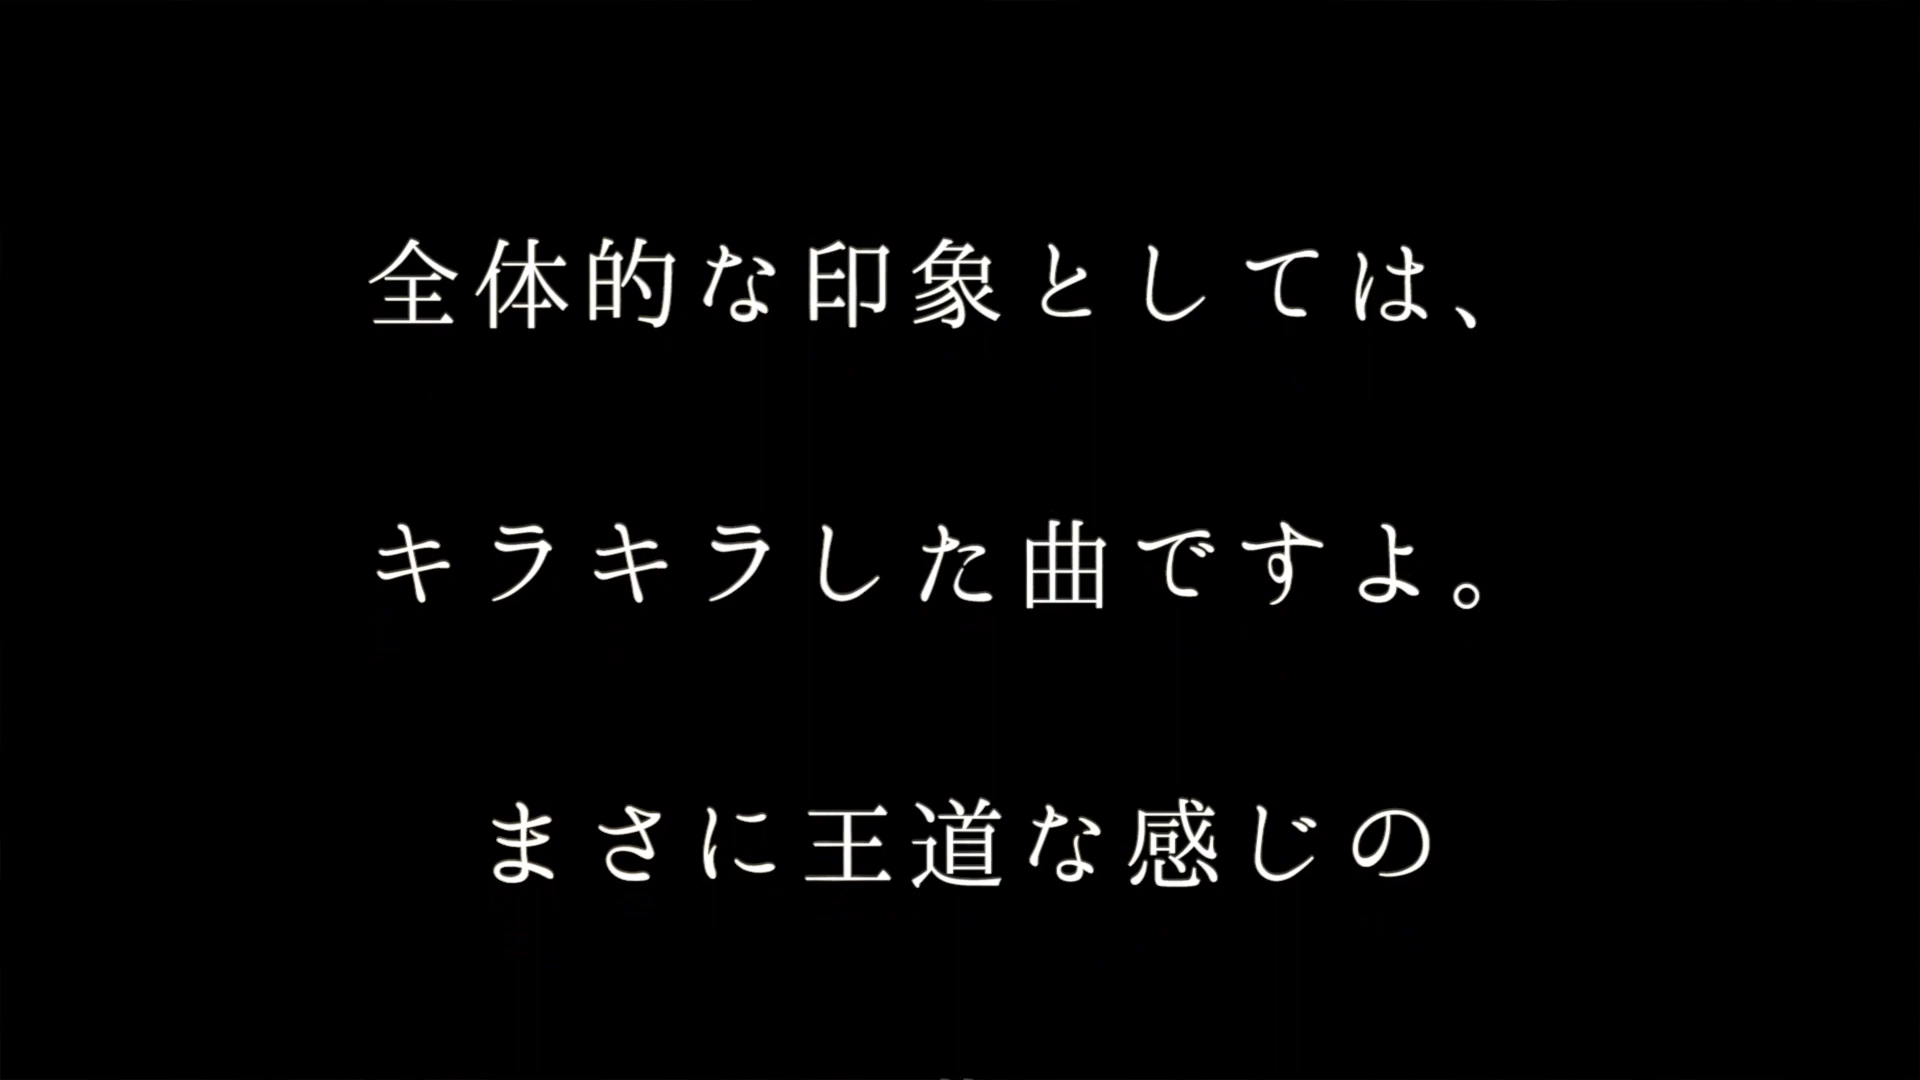 全体的な印象としては、
キラキラした曲ですよ。
まさに王道な感じの